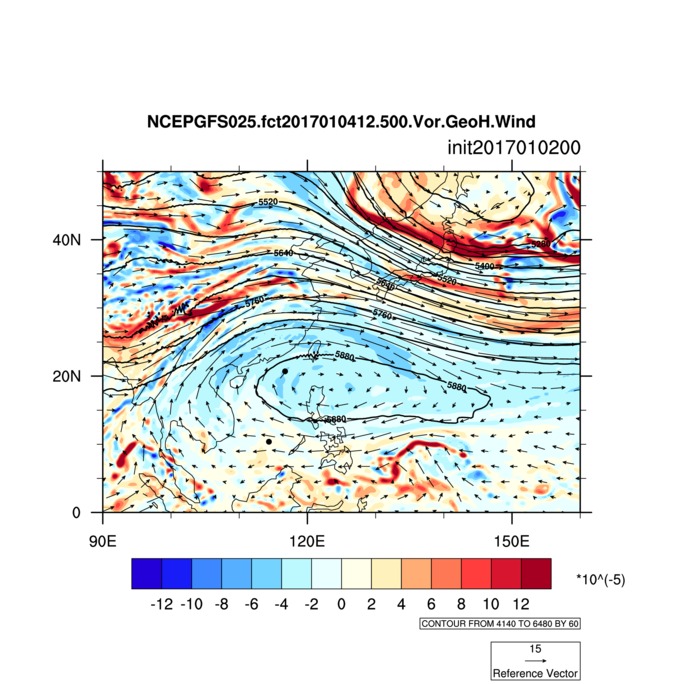 NCEPGFS025.fct2017010412.500.Vor.GeoH.Wind
init2017010200
5520
5280
40N
5640
5400
5520
5640
5760
5760
5880
20N
5880
5880
0
90E 120E 150E
-12 -10 -8 -6 -4 -2 0 2 4 6 8 10 12
*10^(-5)
CONTOUR FROM 4140 TO 6480 BY 60
15
Reference Vector